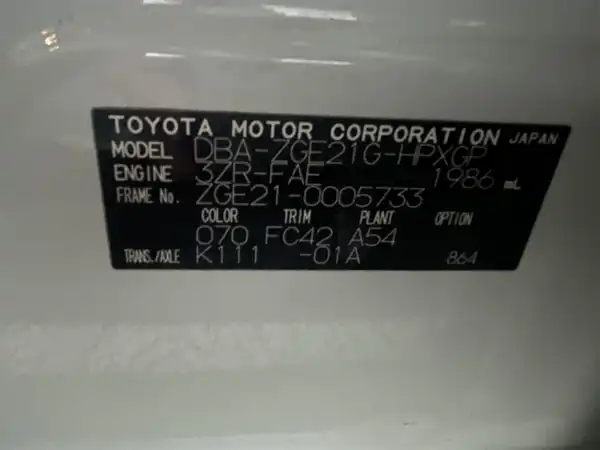 TOYOTA MOTOR CORPORATION JAPAN
MODEL DBA-ZGE21G-HPXGP
ENGINE 3ZR-FAE 1986 mL
FRAME No. ZGE21-0005733
COLOR TRIM PLANT OPTION
070 FC42 A54
TRANS./AXLE K111 -01A 864